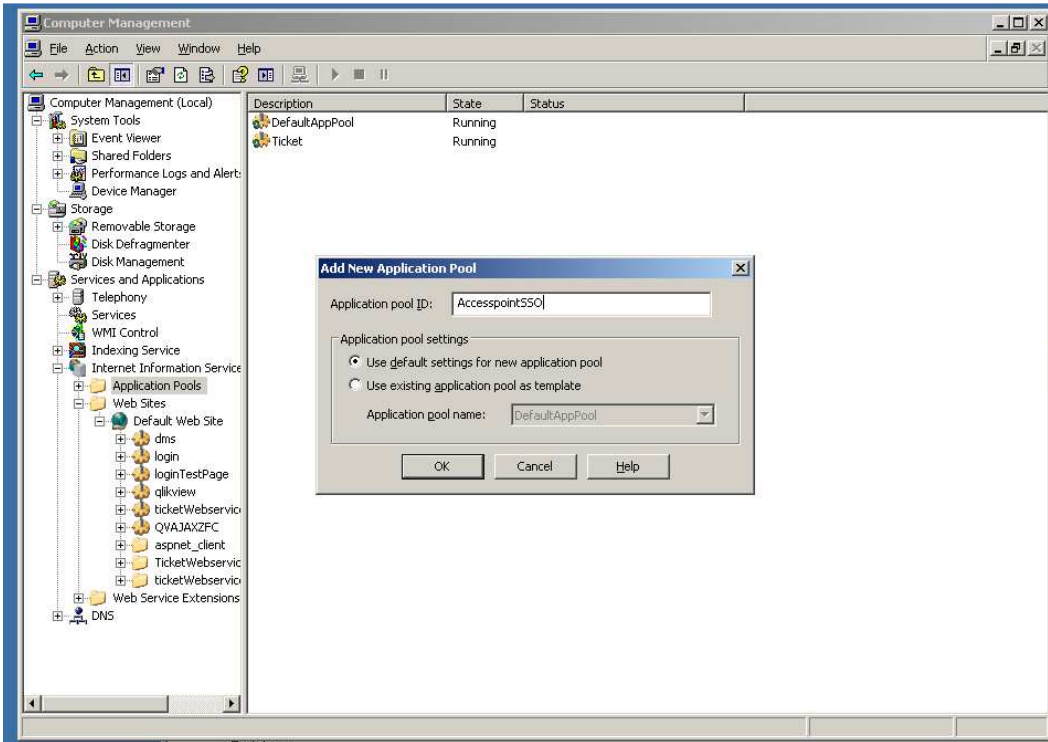 Computer Management
File Action View Window Help
Computer Management (Local)
System Tools
Event Viewer
Shared Folders
Performance Logs and Alert
Device Manager
Storage
Removable Storage
Disk Defragmenter
Disk Management
Services and Applications
Telephony
Services
WMI Control
Indexing Service
Internet Information Service
Application Pools
Web Sites
Default Web Site
dms
login
loginTestPage
qlikview
ticketWebservic
QVAJAXZFC
aspnet_client
TicketWebservic
ticketWebservic
Web Service Extensions
DNS
Description State Status
DefaultAppPool Running
Ticket Running
Add New Application Pool
Application pool ID: AccesspointSSO
Application pool settings
Use default settings for new application pool
Use existing application pool as template
Application pool name: DefaultAppPool
OK Cancel Help